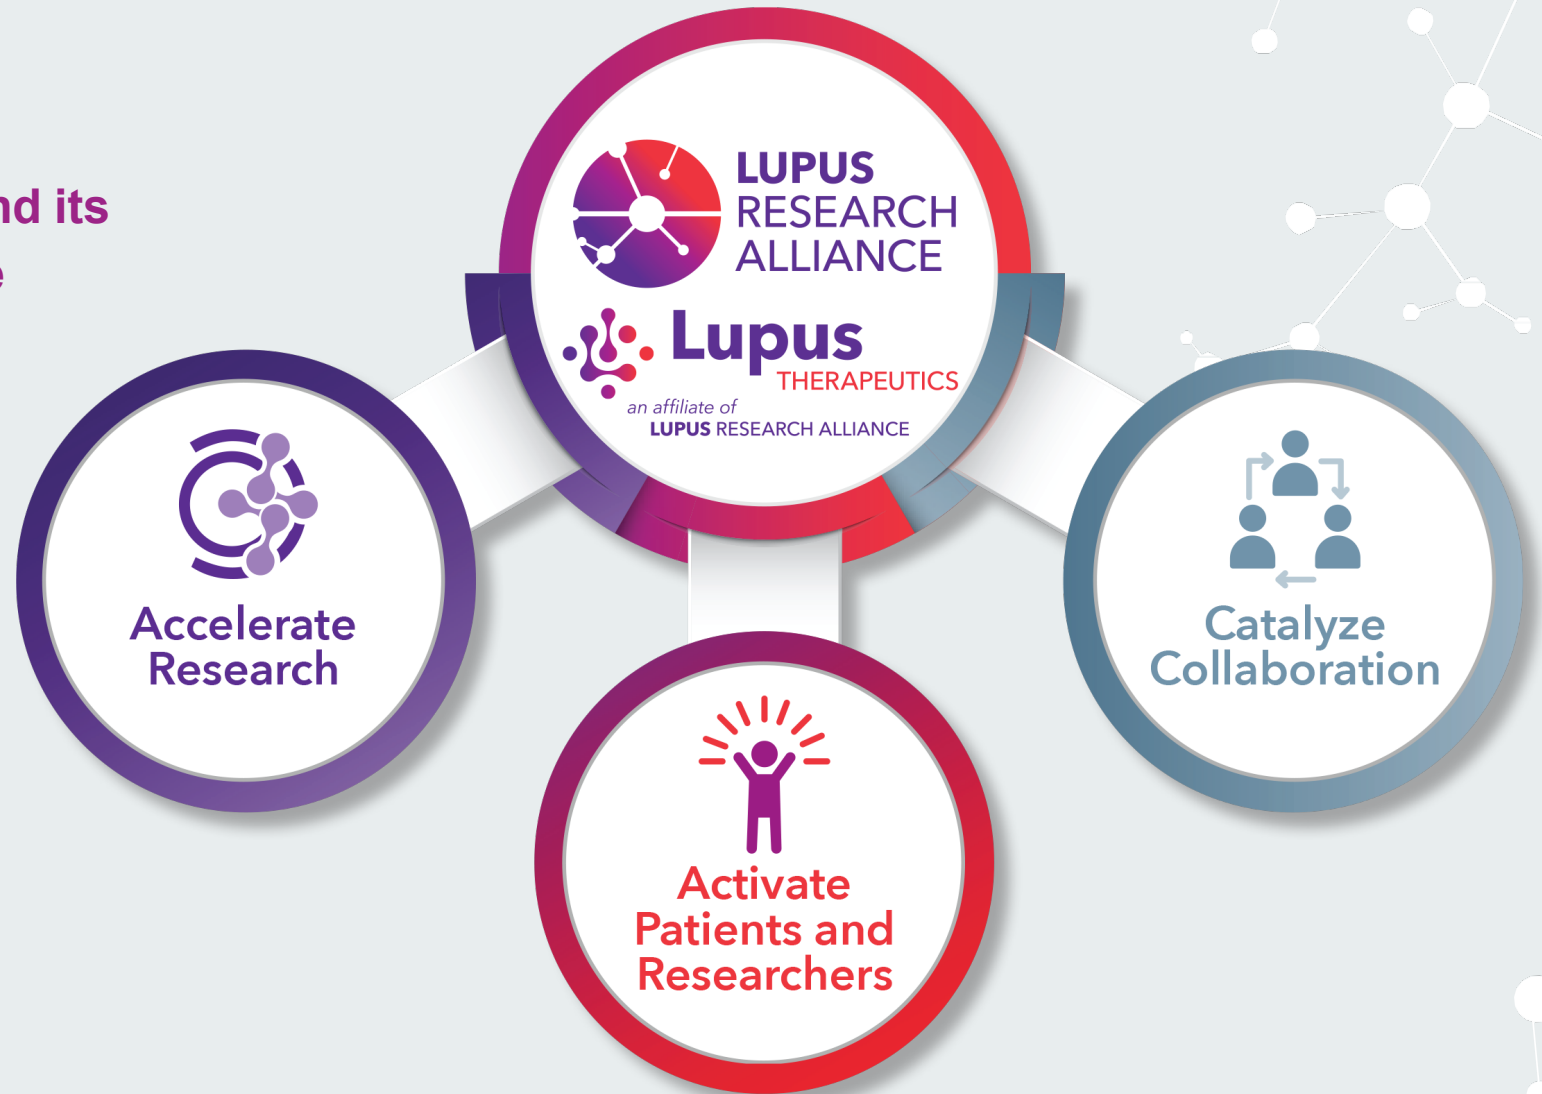 nd its
e
LUPUS
RESEARCH
ALLIANCE
Lupus
THERAPEUTICS
an affiliate of
LUPUS RESEARCH ALLIANCE
Accelerate
Research
Activate
Patients and
Researchers
Catalyze
Collaboration